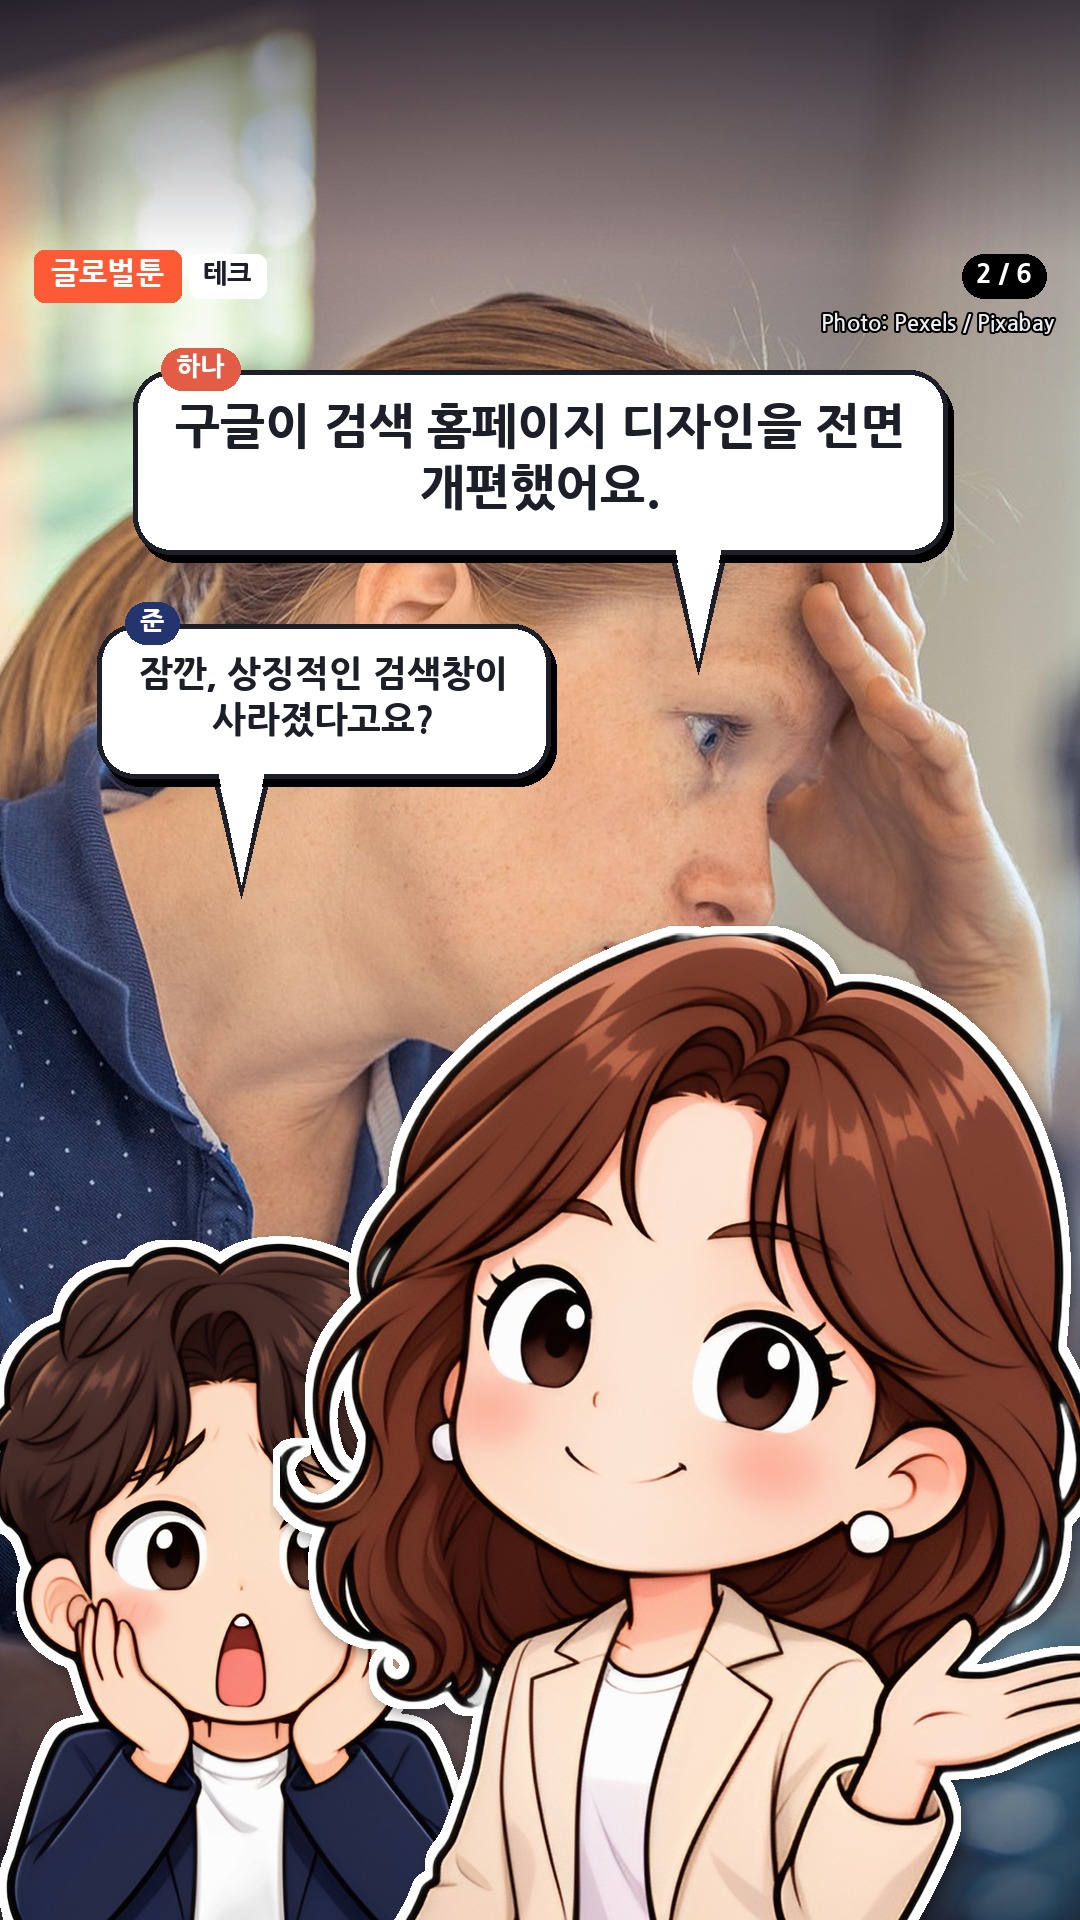 글로벌툰 테크
2 / 6
Photo: Pexels / Pixabay
하나
구글이 검색 홈페이지 디자인을 전면
개편했어요.
준
잠깐, 상징적인 검색창이
사라졌다고요?